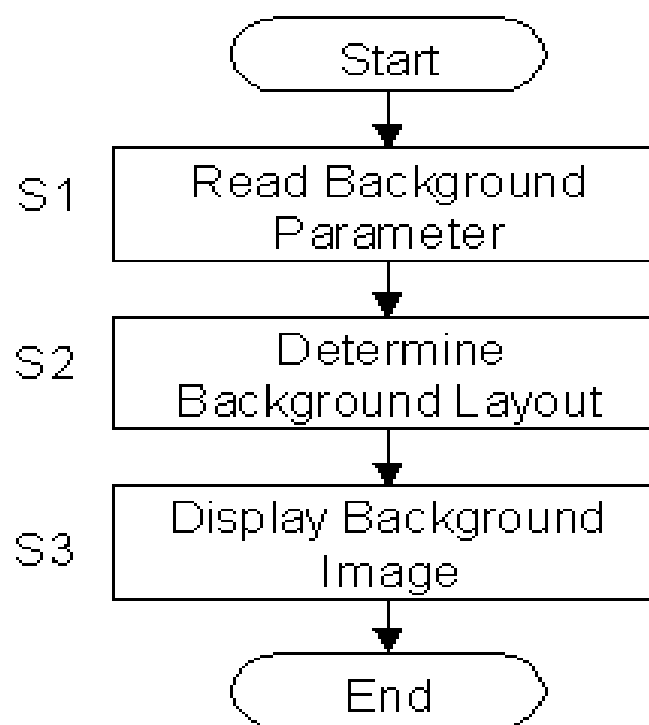 Start
S1
Read Background
Parameter
S2
Determine
Background Layout
S3
Display Background
Image
End